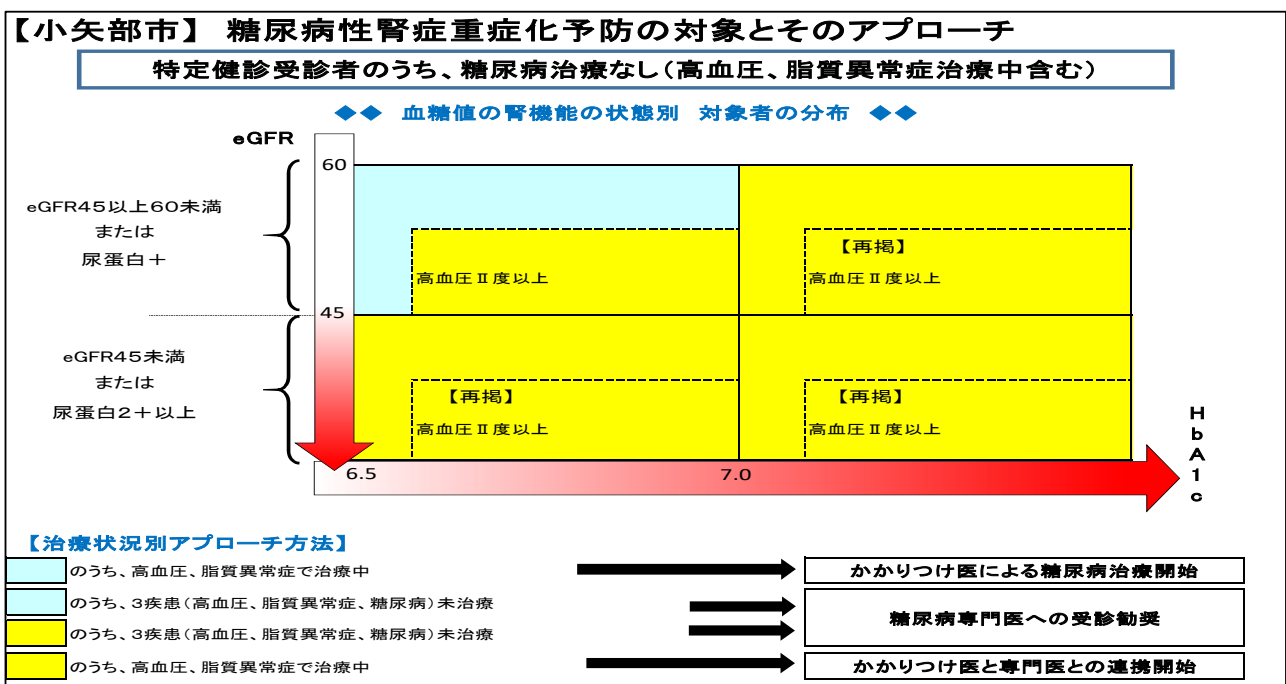 【小矢部市】 糖尿病性腎症重症化予防の対象とそのアプローチ
特定健診受診者のうち、糖尿病治療なし（高血圧、脂質異常症治療中含む）
◆◆ 血糖値の腎機能の状態別 対象者の分布 ◆◆
eGFR
60
eGFR45以上60未満
または
尿蛋白＋
高血圧Ⅱ度以上
【再掲】
高血圧Ⅱ度以上
45
eGFR45未満
または
尿蛋白2＋以上
【再掲】
高血圧Ⅱ度以上
【再掲】
高血圧Ⅱ度以上
6.5
7.0
HbA1c
【治療状況別アプローチ方法】
のうち、高血圧、脂質異常症で治療中
かかりつけ医による糖尿病治療開始
のうち、3疾患（高血圧、脂質異常症、糖尿病）未治療
のうち、3疾患（高血圧、脂質異常症、糖尿病）未治療
糖尿病専門医への受診勧奨
のうち、高血圧、脂質異常症で治療中
かかりつけ医と専門医との連携開始